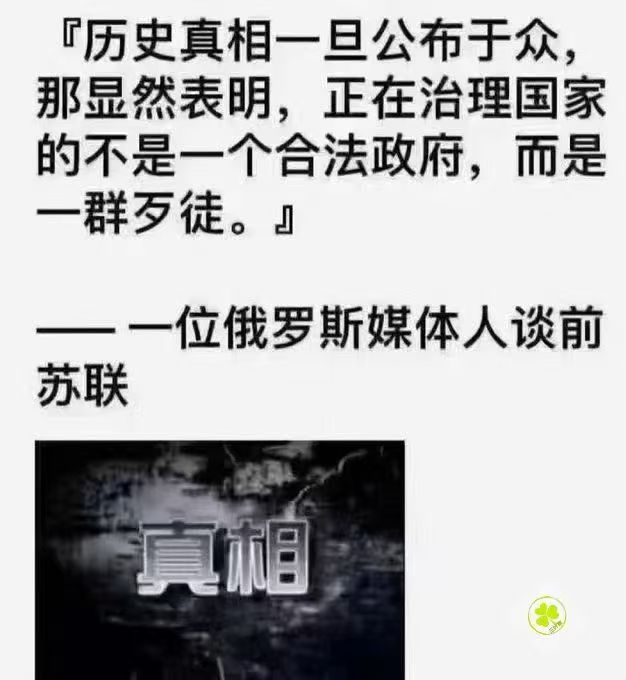 『历史真相一旦公布于众，
那显然表明，正在治理国家
的不是一个合法政府，而是
一群歹徒。』
—— 一位俄罗斯媒体人谈前
苏联
真相